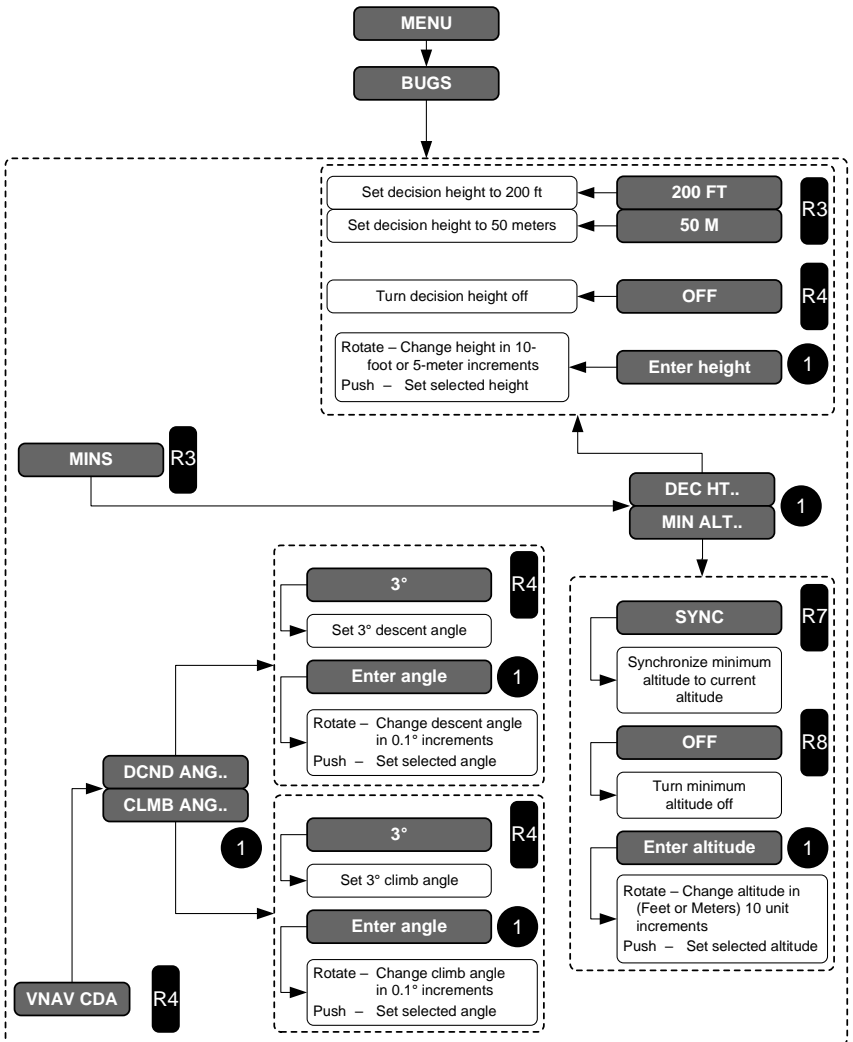 MENU
BUGS
Set decision height to 200 ft
200 FT
R3
Set decision height to 50 meters
50 M
Turn decision height off
OFF
R4
Rotate – Change height in 10-
foot or 5-meter increments
Push – Set selected height
Enter height
1
MINS
R3
DEC HT..
MIN ALT..
1
3°
R4
Set 3° descent angle
Enter angle
1
Rotate – Change descent angle
in 0.1° increments
Push – Set selected angle
SYNC
R7
Synchronize minimum
altitude to current
altitude
OFF
R8
Turn minimum
altitude off
Enter altitude
1
Rotate – Change altitude in
(Feet or Meters) 10 unit
increments
Push – Set selected altitude
DCND ANG..
CLMB ANG..
1
3°
R4
Set 3° climb angle
Enter angle
1
Rotate – Change climb angle
in 0.1° increments
Push – Set selected angle
VNAV CDA
R4